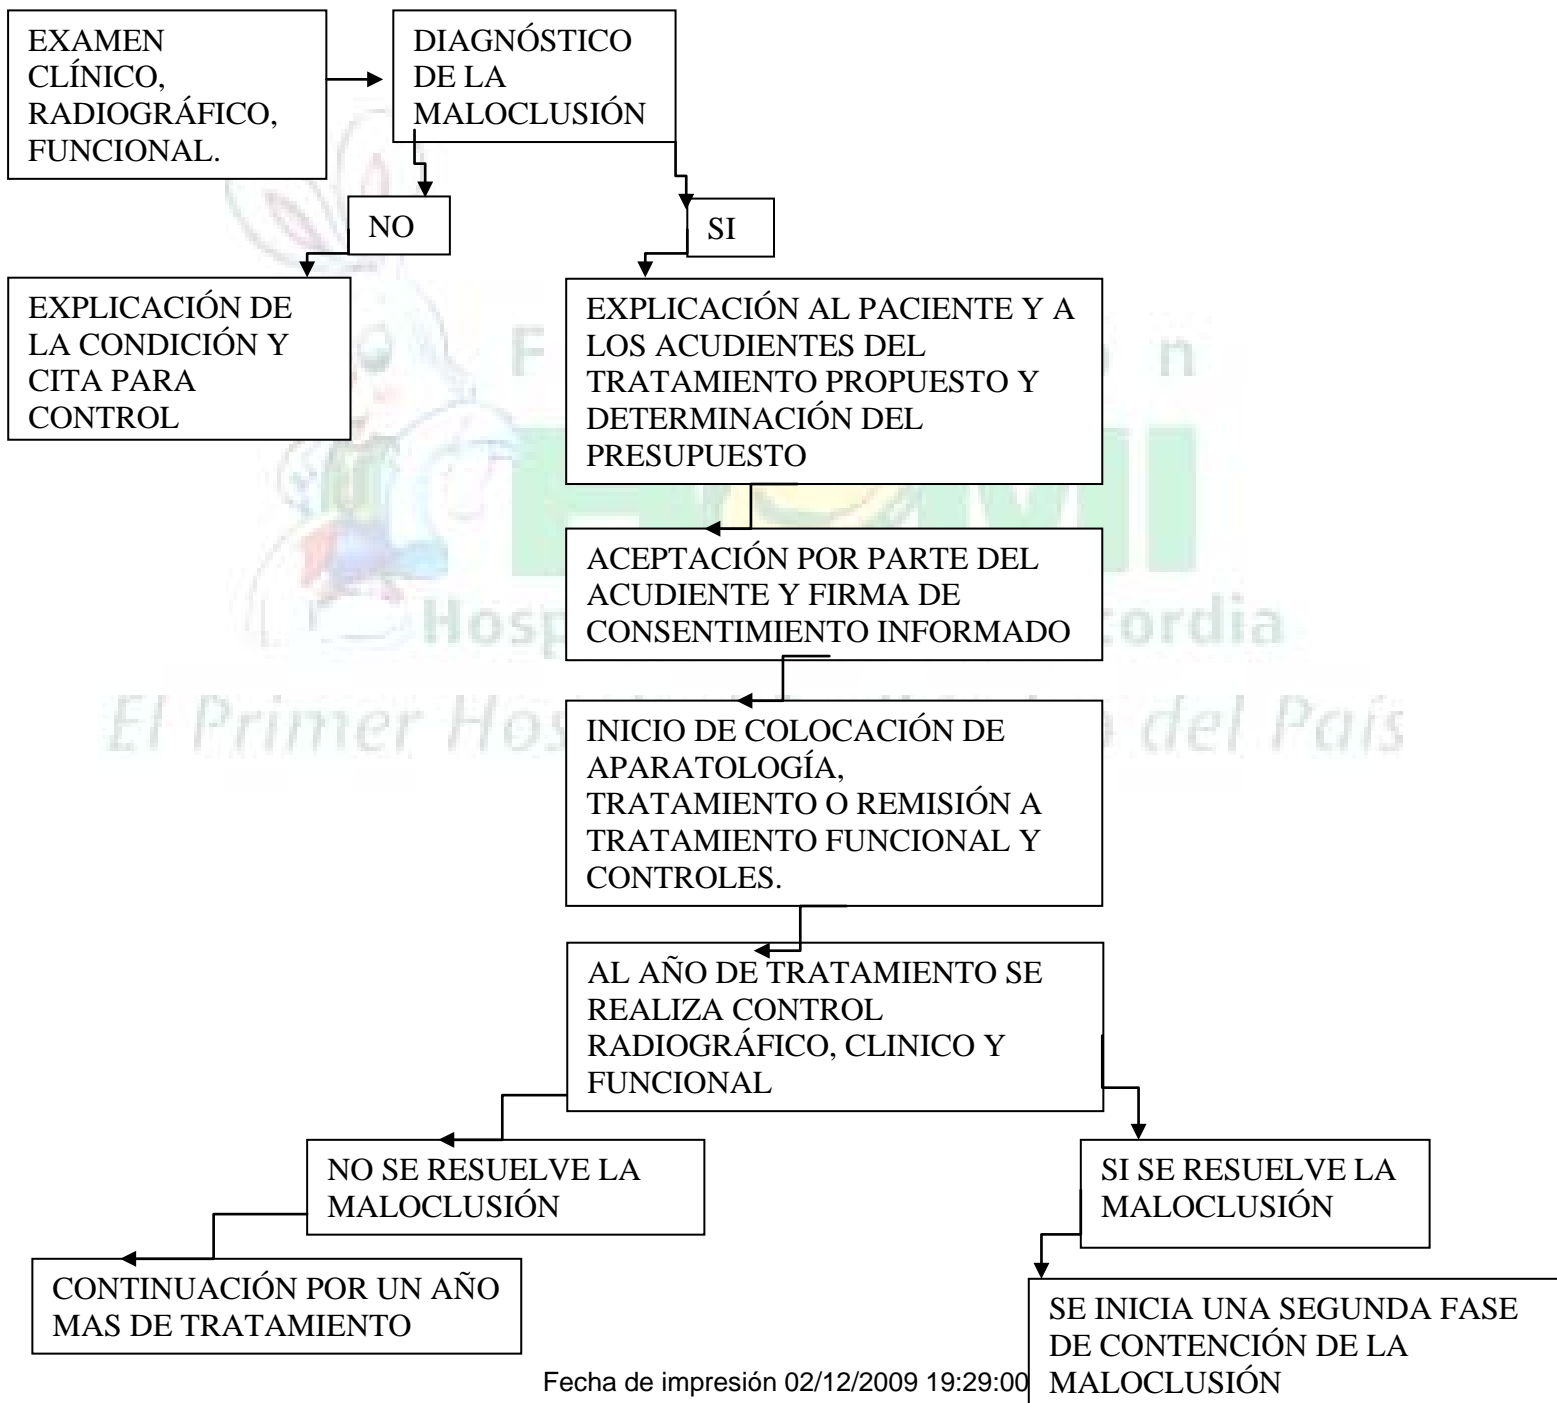 EXAMEN
CLÍNICO,
RADIOGRÁFICO,
FUNCIONAL.
DIAGNÓSTICO
DE LA
MALOCLUSIÓN
NO
SI
EXPLICACIÓN DE
LA CONDICIÓN Y
CITA PARA
CONTROL
EXPLICACIÓN AL PACIENTE Y A
LOS ACUDIENTES DEL
TRATAMIENTO PROPUESTO Y
DETERMINACIÓN DEL
PRESUPUESTO
ACEPTACIÓN POR PARTE DEL
ACUDIENTE Y FIRMA DE
CONSENTIMIENTO INFORMADO
INICIO DE COLOCACIÓN DE
APARATOLOGÍA,
TRATAMIENTO O REMISIÓN A
TRATAMIENTO FUNCIONAL Y
CONTROLES.
El Primer del País
AL AÑO DE TRATAMIENTO SE
REALIZA CONTROL
RADIOGRÁFICO, CLINICO Y
FUNCIONAL
NO SE RESUELVE LA
MALOCLUSIÓN
SI SE RESUELVE LA
MALOCLUSIÓN
CONTINUACIÓN POR UN AÑO
MAS DE TRATAMIENTO
SE INICIA UNA SEGUNDA FASE
DE CONTENCIÓN DE LA
MALOCLUSIÓN
Fecha de impresión 02/12/2009 19:29:00